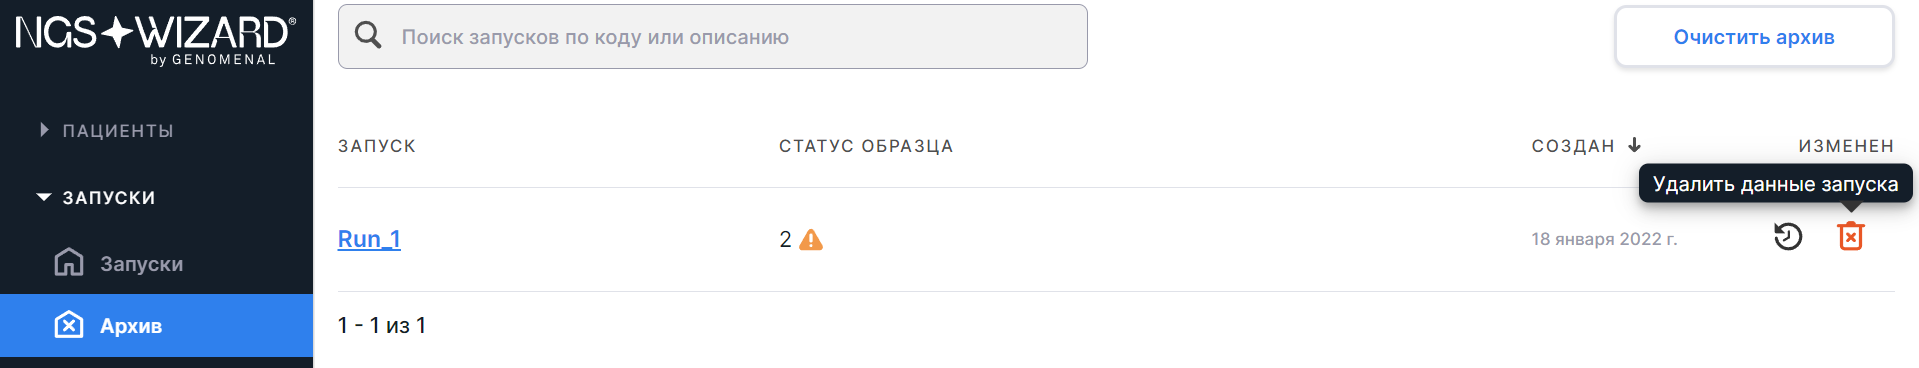 NGS WIZARD®
by GENOMENAL
ПАЦИЕНТЫ
ЗАПУСКИ
Запуски
Архив
Поиск запусков по коду или описанию
Очистить архив
ЗАПУСК СТАТУС ОБРАЗЦА СОЗДАН ИЗМЕНЕН
Удалить данные запуска
Run_1 2 18 января 2022 г.
1 - 1 из 1